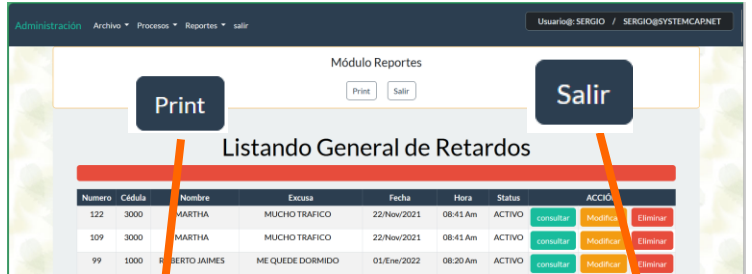 Administración Archivo Procesos Reportes salir Usuario@: SERGIO / SERGIO@SYSTEMCAP.NET
Módulo Reportes
Print Salir
Print Salir
Listando General de Retardos
Numero Cédula Nombre Excusa Fecha Hora Status ACCIÓN
122 3000 MARTHA MUCHO TRAFICO 22/Nov/2021 08:41 Am ACTIVO consultar Modificar Eliminar
109 3000 MARTHA MUCHO TRAFICO 22/Nov/2021 08:41 Am ACTIVO consultar Modificar Eliminar
99 1000 ROBERTO JAIMES ME QUEDE DORMIDO 01/Ene/2022 08:20 Am ACTIVO consultar Modificar Eliminar